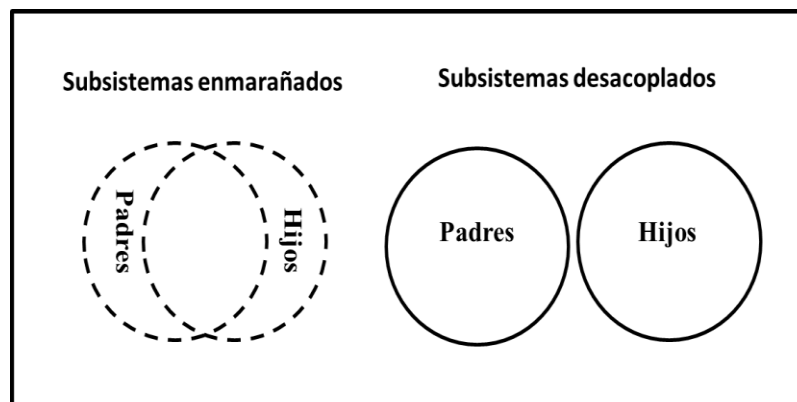 Subsistemas enmarañados
Subsistemas desacoplados
Padres
Hijos
Padres
Hijos